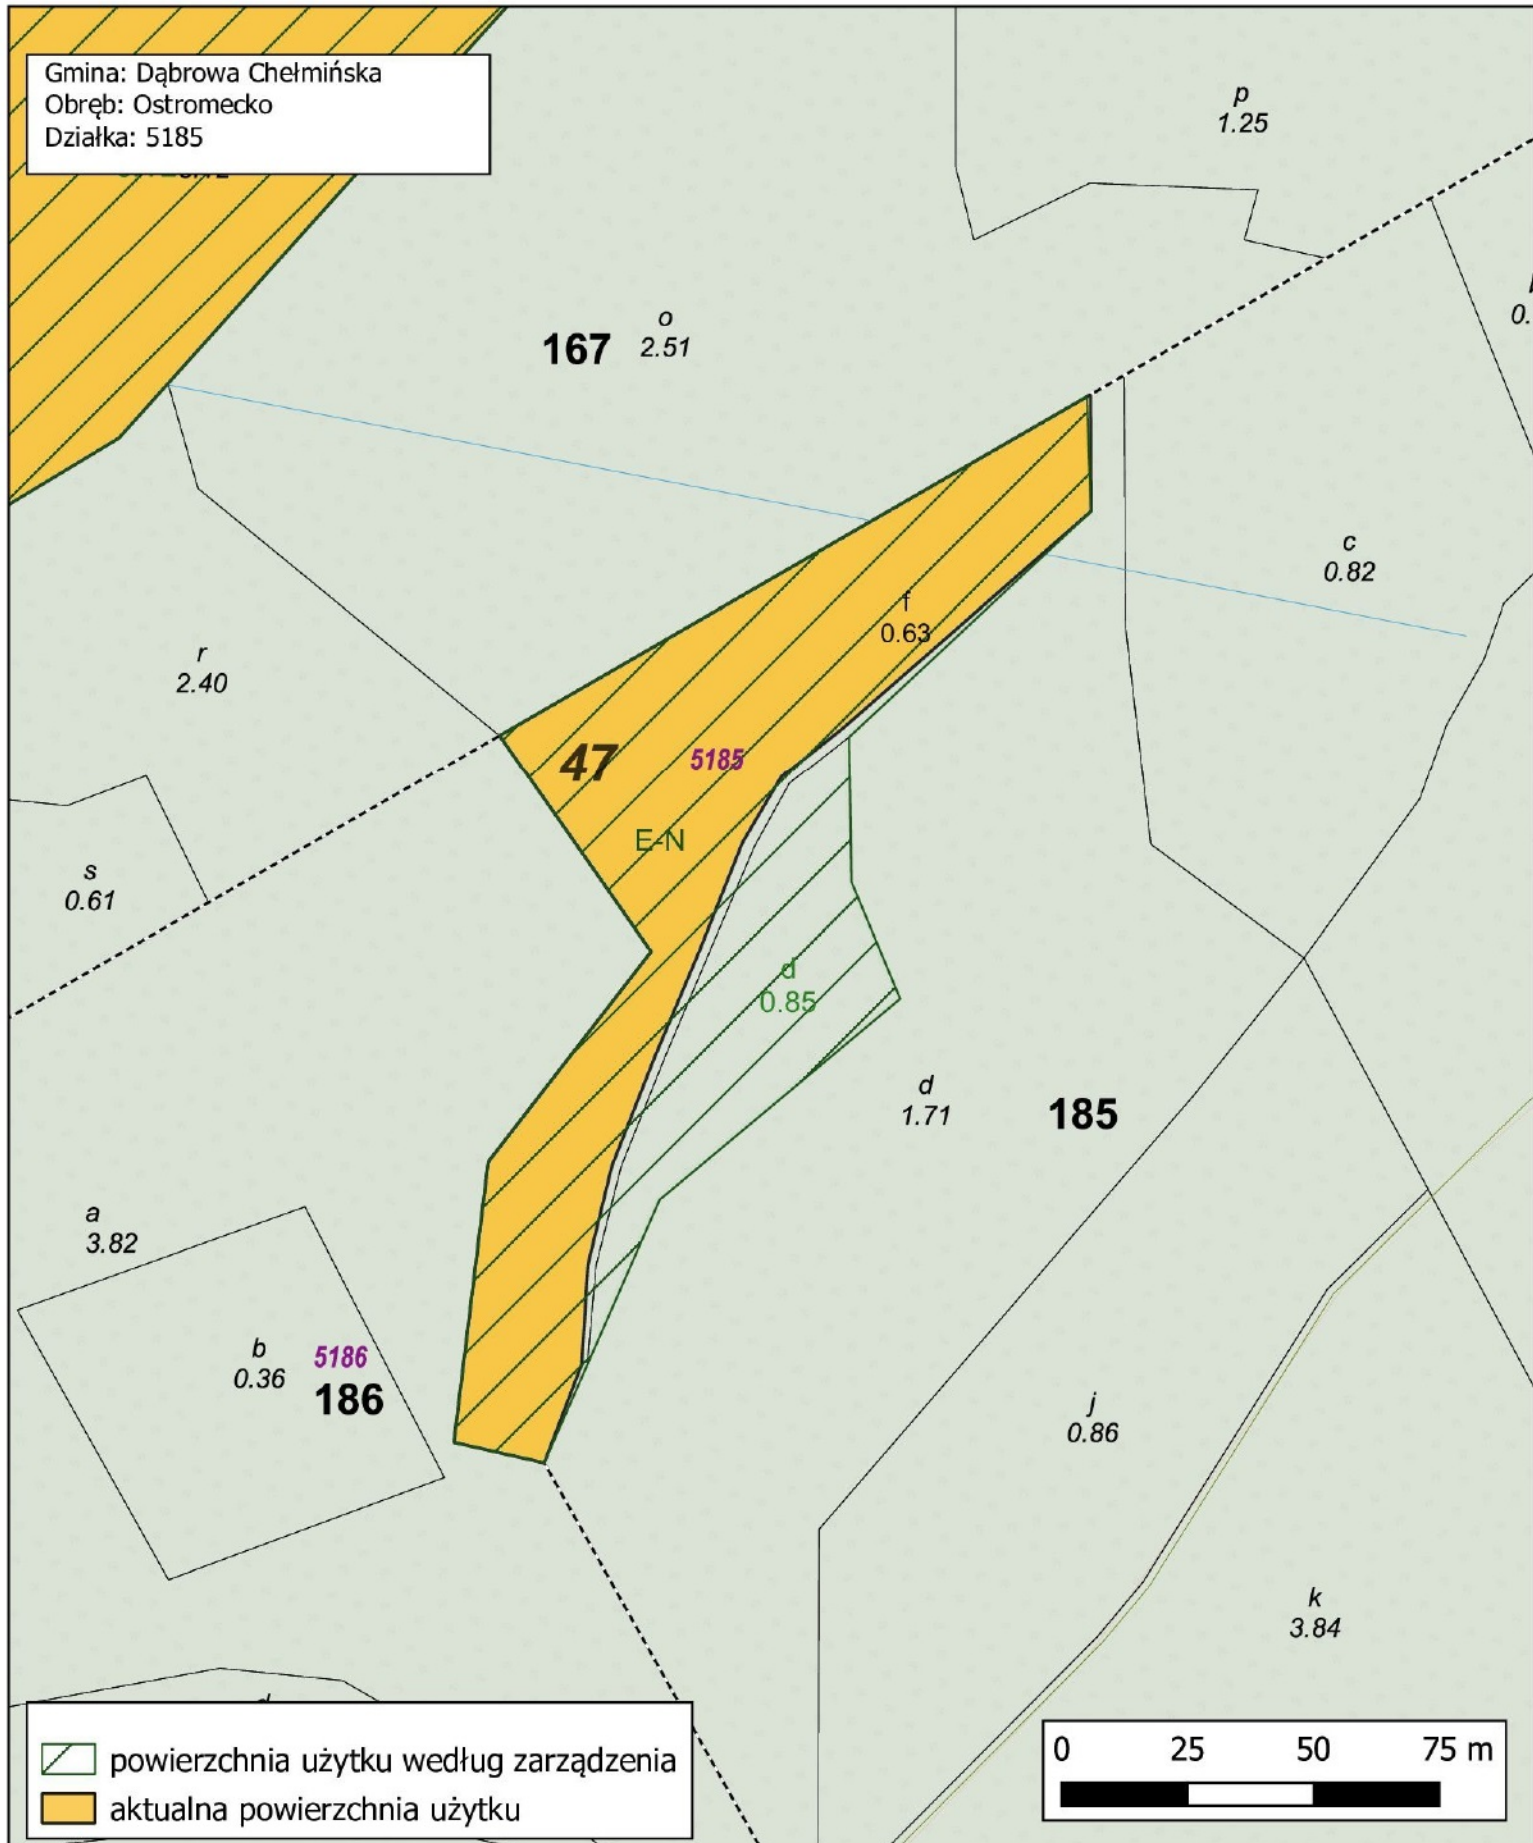 Gmina: Dąbrowa Chełmińska
Obręb: Ostromecko
Działka: 5185
p
1.25
0.
o
2.51
167
c
0.82
f
0.63
r
2.40
47
5185
E-N
s
0.61
d
0.85
d
1.71
185
a
3.82
b
0.36
5186
186
j
0.86
k
3.84
powierzchnia użytku według zarządzenia
aktualna powierzchnia użytku
0 25 50 75 m